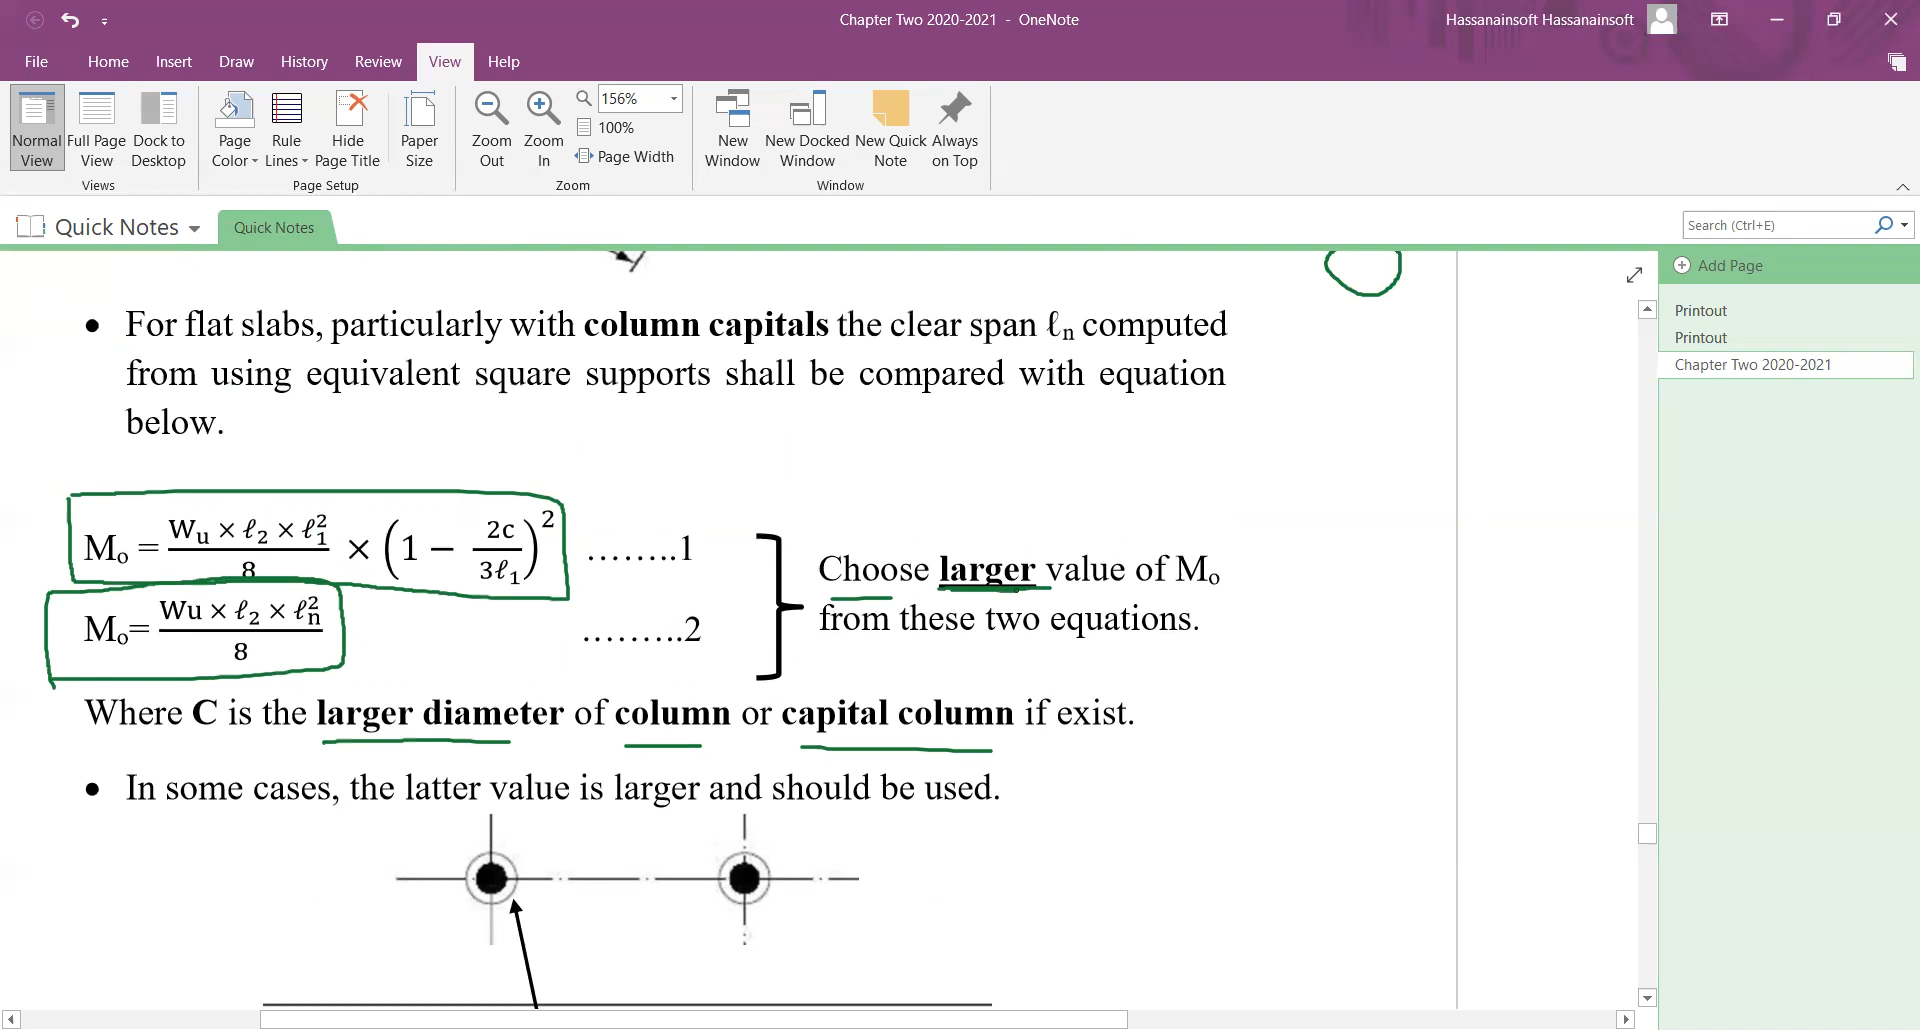 Chapter Two 2020-2021 - OneNote
Hassanainsoft Hassanainsoft
File Home Insert Draw History Review View Help
Normal View
Full Page View
Dock to Desktop
Views
Page Color
Rule Lines
Hide Page Title
Paper Size
Page Setup
Zoom Out
Zoom In
156%
100%
Page Width
Zoom
New Window
New Docked Window
New Quick Note
Always on Top
Window
Quick Notes
Quick Notes
Search (Ctrl+E)
Add Page
Printout
Printout
Chapter Two 2020-2021
• For flat slabs, particularly with column capitals the clear span ℓₙ computed
from using equivalent square supports shall be compared with equation
below.
Mₒ = (Wᵤ × ℓ₂ × ℓ₁²)/8 × (1 − 2c/3ℓ₁)² ........1
Mₒ= (Wu × ℓ₂ × ℓₙ²)/8 .........2
Choose larger value of Mₒ
from these two equations.
Where C is the larger diameter of column or capital column if exist.
• In some cases, the latter value is larger and should be used.